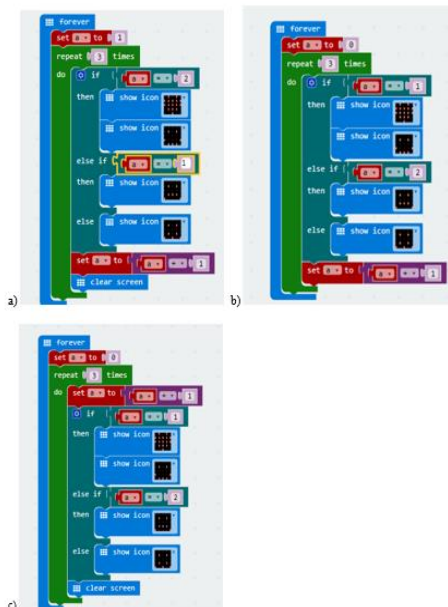 forever
set a to 1
repeat 3 times
do if a = 2
then show icon
show icon
else if a = 1
then show icon
else show icon
set a to a 1
clear screen
a)
forever
set a to 0
repeat 3 times
do if a = 1
then show icon
show icon
else if a = 2
then show icon
else show icon
set a to a 1
b)
forever
set a to 0
repeat 3 times
do set a to a 1
if a = 1
then show icon
show icon
else if a = 2
then show icon
else show icon
clear screen
c)